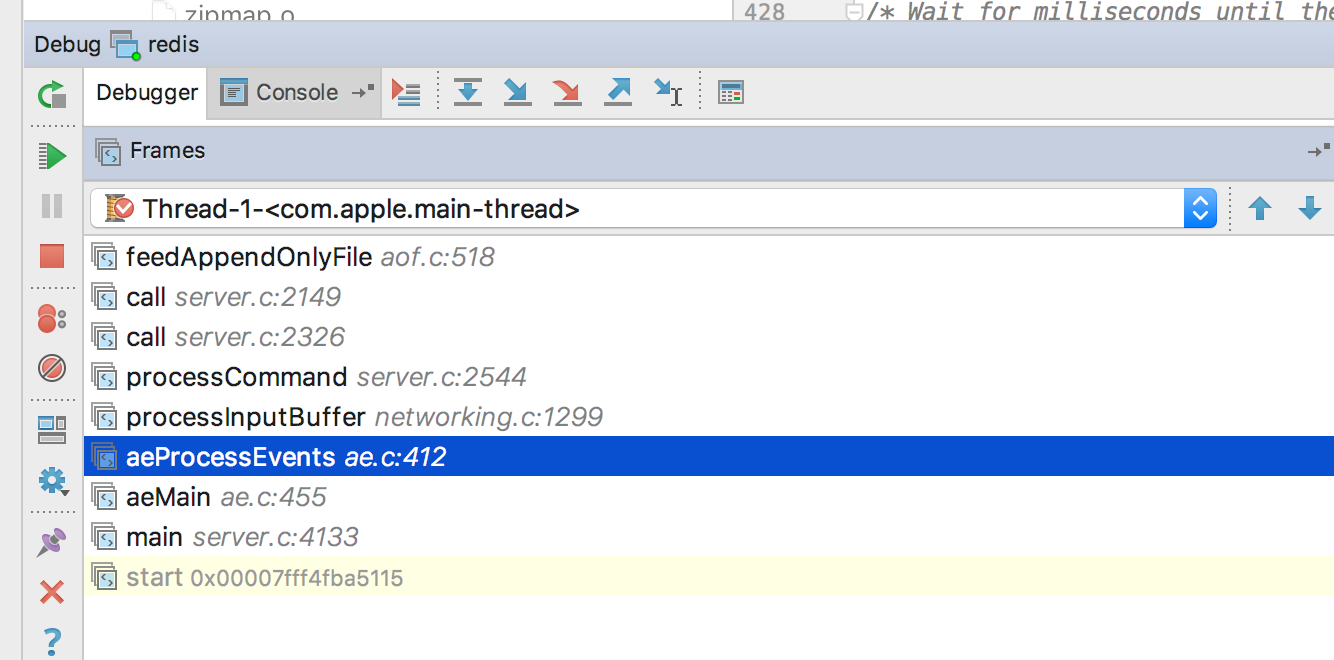 zipmap.o
428 /* Wait for milliseconds until the
Debug redis
Debugger Console
Frames
Thread-1-<com.apple.main-thread>
feedAppendOnlyFile aof.c:518
call server.c:2149
call server.c:2326
processCommand server.c:2544
processInputBuffer networking.c:1299
aeProcessEvents ae.c:412
aeMain ae.c:455
main server.c:4133
start 0x00007fff4fba5115